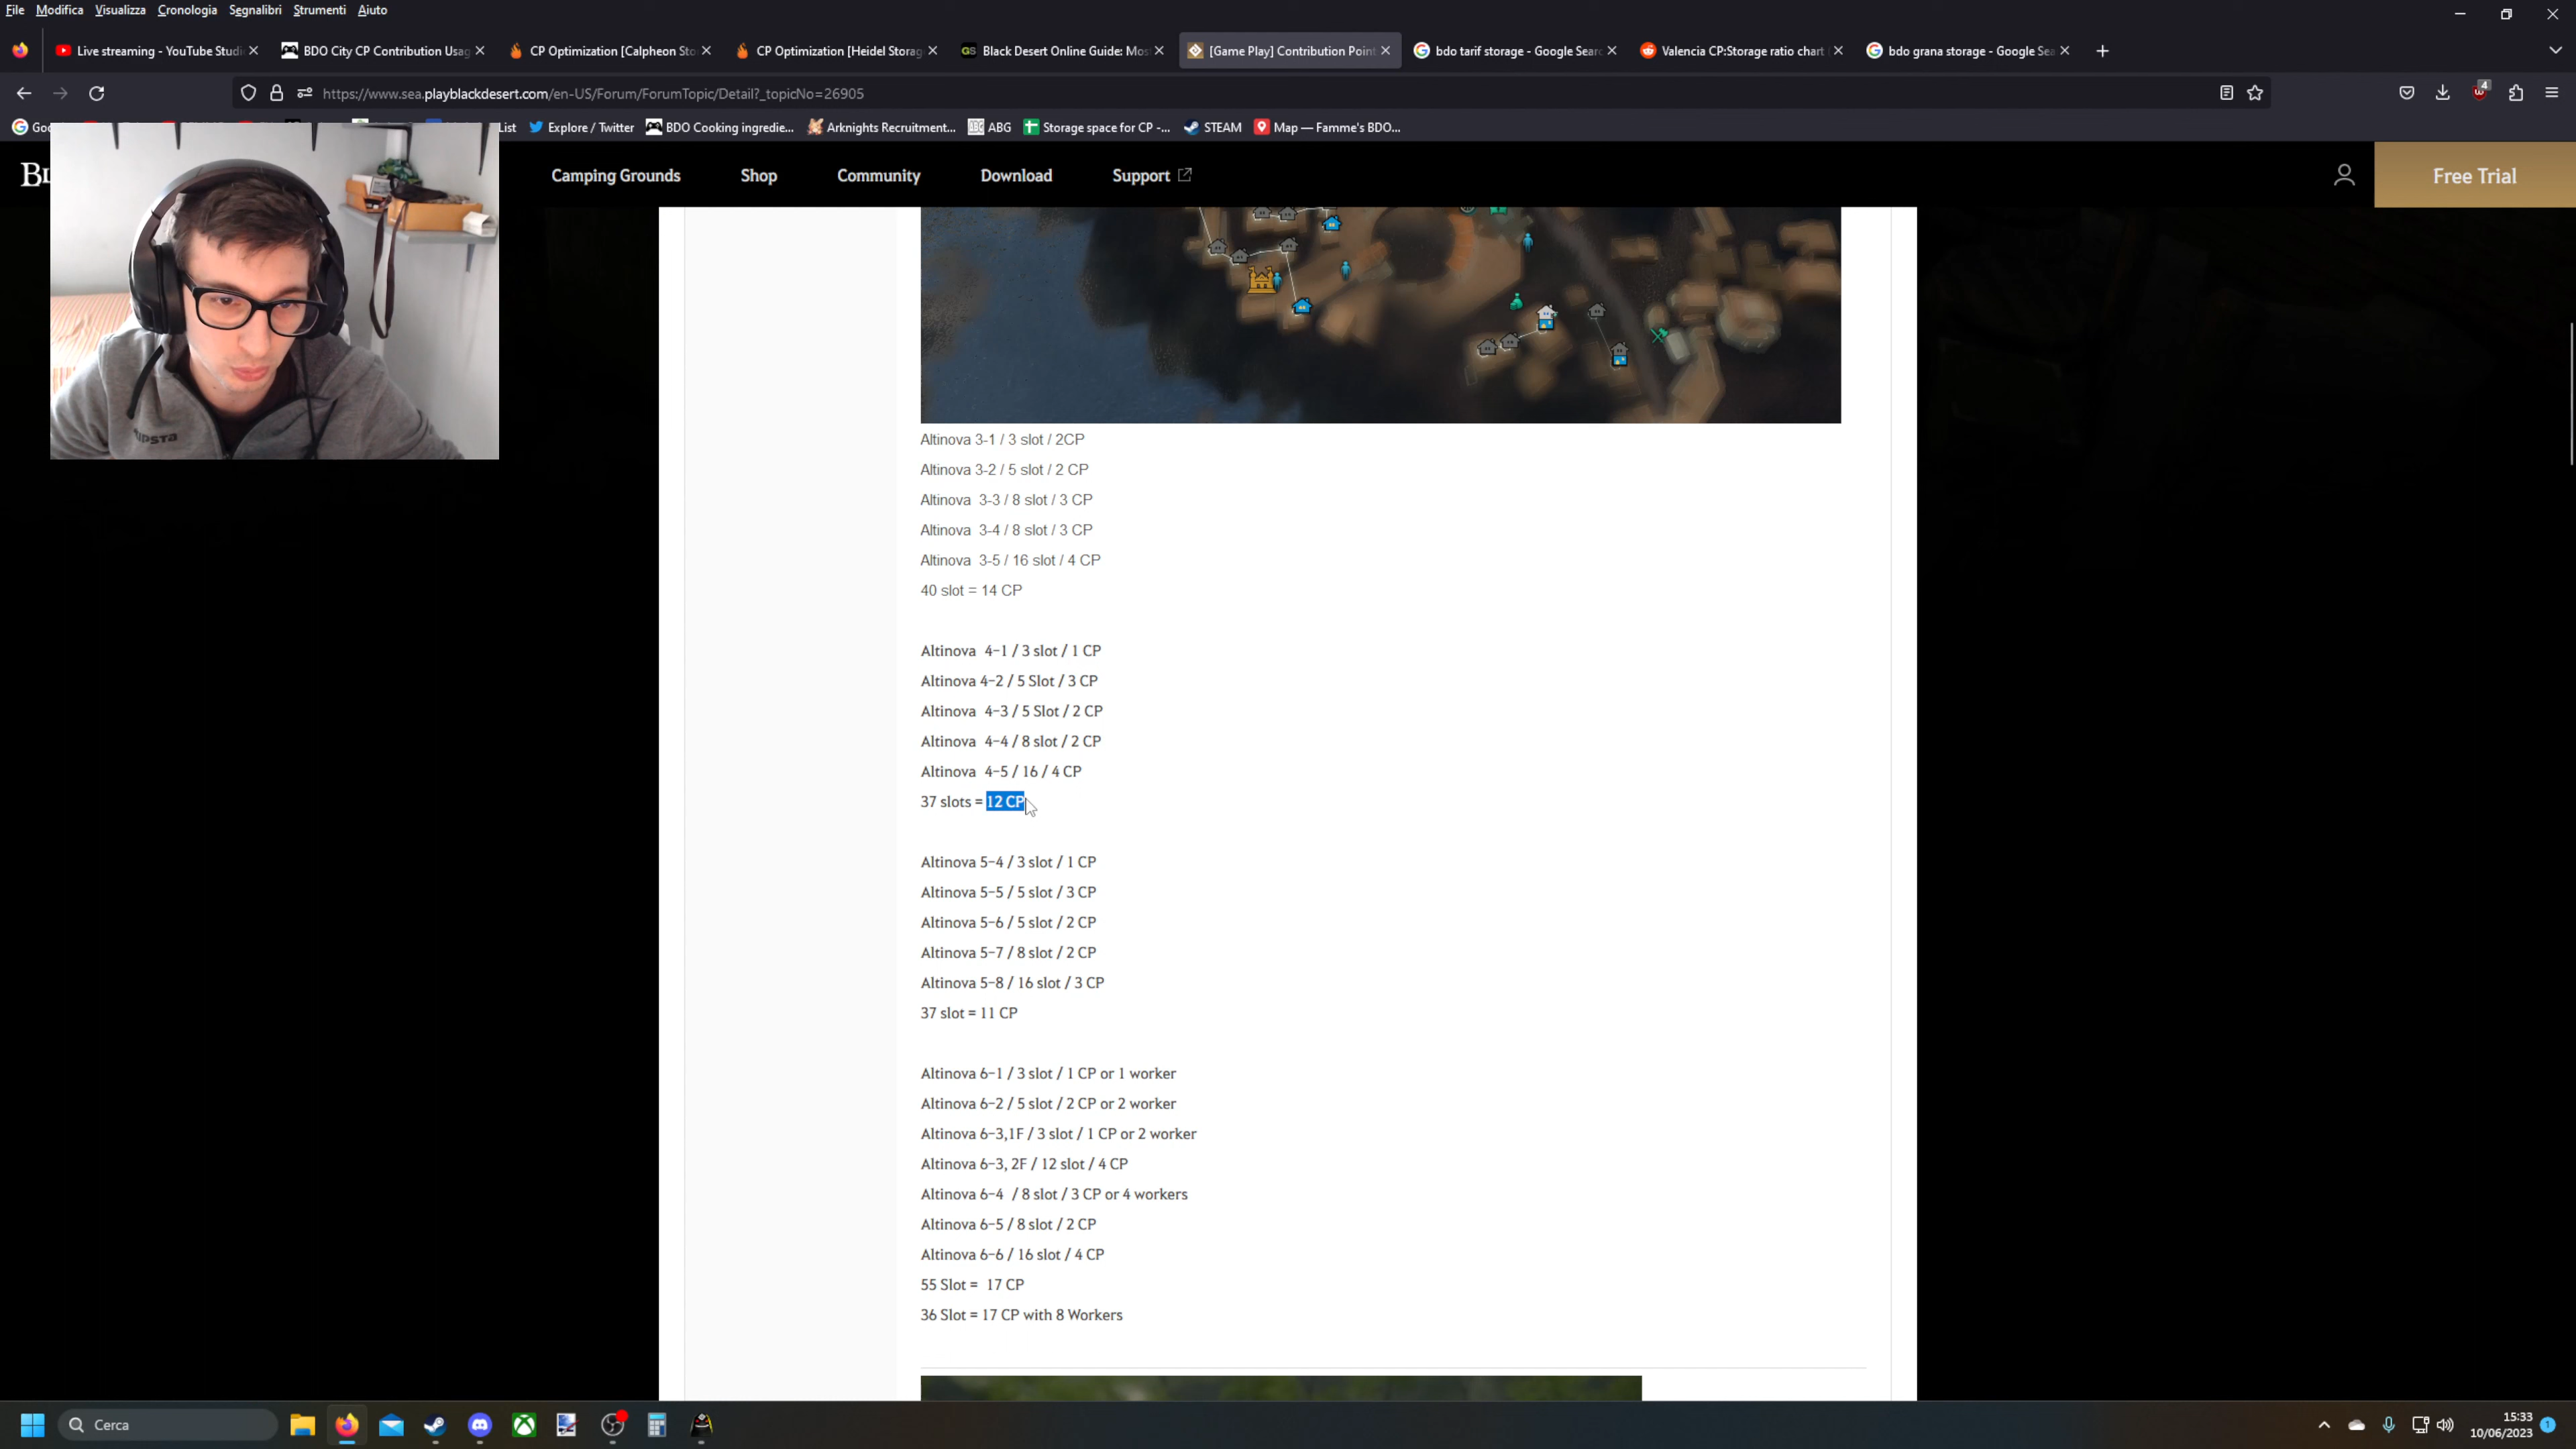 File Modifica Visualizza Cronologia Segnalibri Strumenti Aiuto
Live streaming - YouTube Studi
BDO City CP Contribution Usag
CP Optimization [Calpheon Sto
CP Optimization [Heidel Storag
GS Black Desert Online Guide: Mos
[Game Play] Contribution Point
bdo tarif storage - Google Searc
Valencia CP:Storage ratio chart
bdo grana storage - Google Sea
https://www.sea.playblackdesert.com/en-US/Forum/ForumTopic/Detail?_topicNo=26905
4
Goo
List
Explore / Twitter
BDO Cooking ingredie...
Arknights Recruitment...
ABG
Storage space for CP -...
STEAM
Map — Famme's BDO...
BL
Camping Grounds
Shop
Community
Download
Support
Free Trial
Altinova 3-1 / 3 slot / 2CP
Altinova 3-2 / 5 slot / 2 CP
Altinova 3-3 / 8 slot / 3 CP
Altinova 3-4 / 8 slot / 3 CP
Altinova 3-5 / 16 slot / 4 CP
40 slot = 14 CP
Altinova 4-1 / 3 slot / 1 CP
Altinova 4-2 / 5 Slot / 3 CP
Altinova 4-3 / 5 Slot / 2 CP
Altinova 4-4 / 8 slot / 2 CP
Altinova 4-5 / 16 / 4 CP
37 slots = 12 CP
Altinova 5-4 / 3 slot / 1 CP
Altinova 5-5 / 5 slot / 3 CP
Altinova 5-6 / 5 slot / 2 CP
Altinova 5-7 / 8 slot / 2 CP
Altinova 5-8 / 16 slot / 3 CP
37 slot = 11 CP
Altinova 6-1 / 3 slot / 1 CP or 1 worker
Altinova 6-2 / 5 slot / 2 CP or 2 worker
Altinova 6-3,1F / 3 slot / 1 CP or 2 worker
Altinova 6-3, 2F / 12 slot / 4 CP
Altinova 6-4 / 8 slot / 3 CP or 4 workers
Altinova 6-5 / 8 slot / 2 CP
Altinova 6-6 / 16 slot / 4 CP
55 Slot = 17 CP
36 Slot = 17 CP with 8 Workers
Cerca
15:33
10/06/2023
1